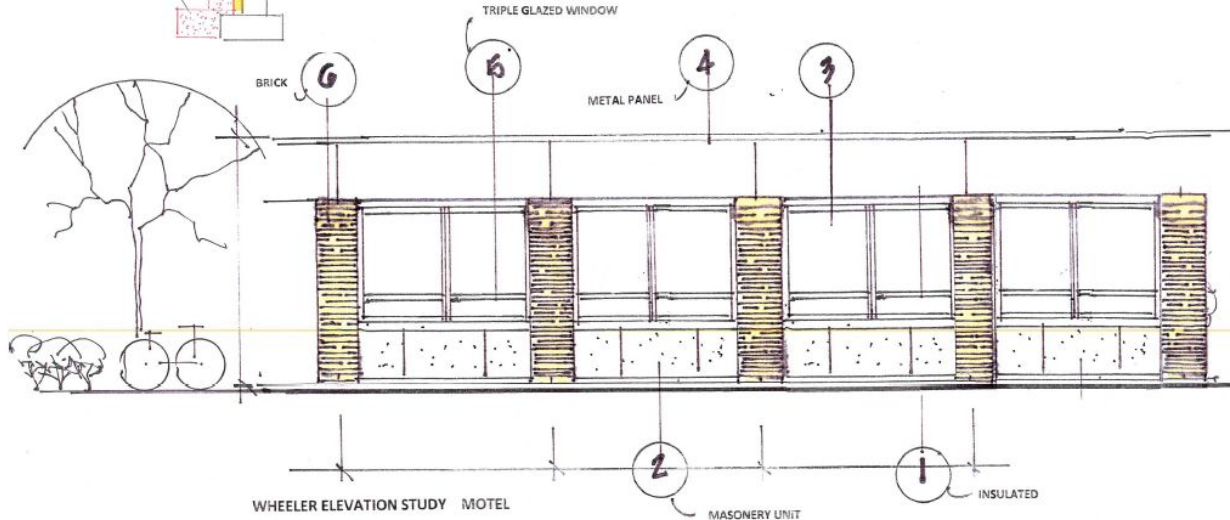 TRIPLE GLAZED WINDOW
BRICK
6
5
4
3
METAL PANEL
2
1
INSULATED
WHEELER ELEVATION STUDY MOTEL
MASONERY UNIT